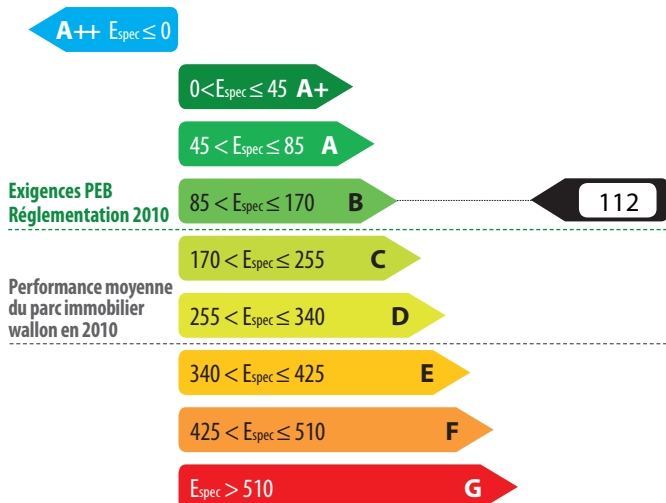 A++ Espec ≤ 0
0 < Espec ≤ 45 A+
45 < Espec ≤ 85 A
Exigences PEB
Réglementation 2010
85 < Espec ≤ 170 B
112
170 < Espec ≤ 255 C
Performance moyenne
du parc immobilier
wallon en 2010
255 < Espec ≤ 340 D
340 < Espec ≤ 425 E
425 < Espec ≤ 510 F
Espec > 510 G